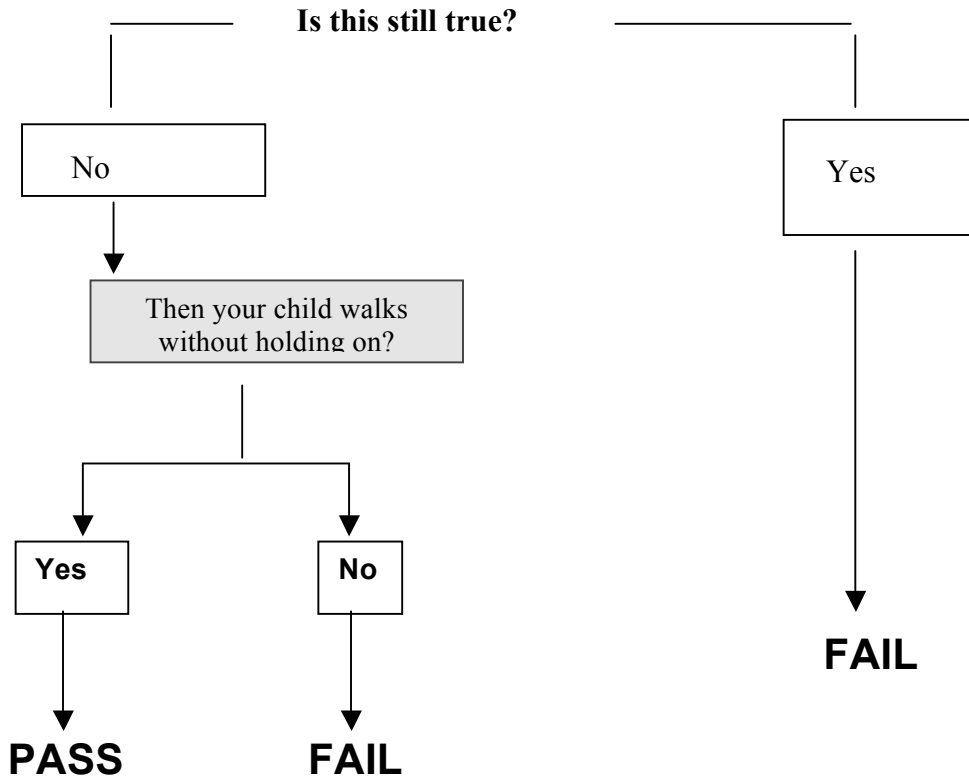 Is this still true?
No
Yes
Then your child walks
without holding on?
Yes
No
FAIL
PASS
FAIL